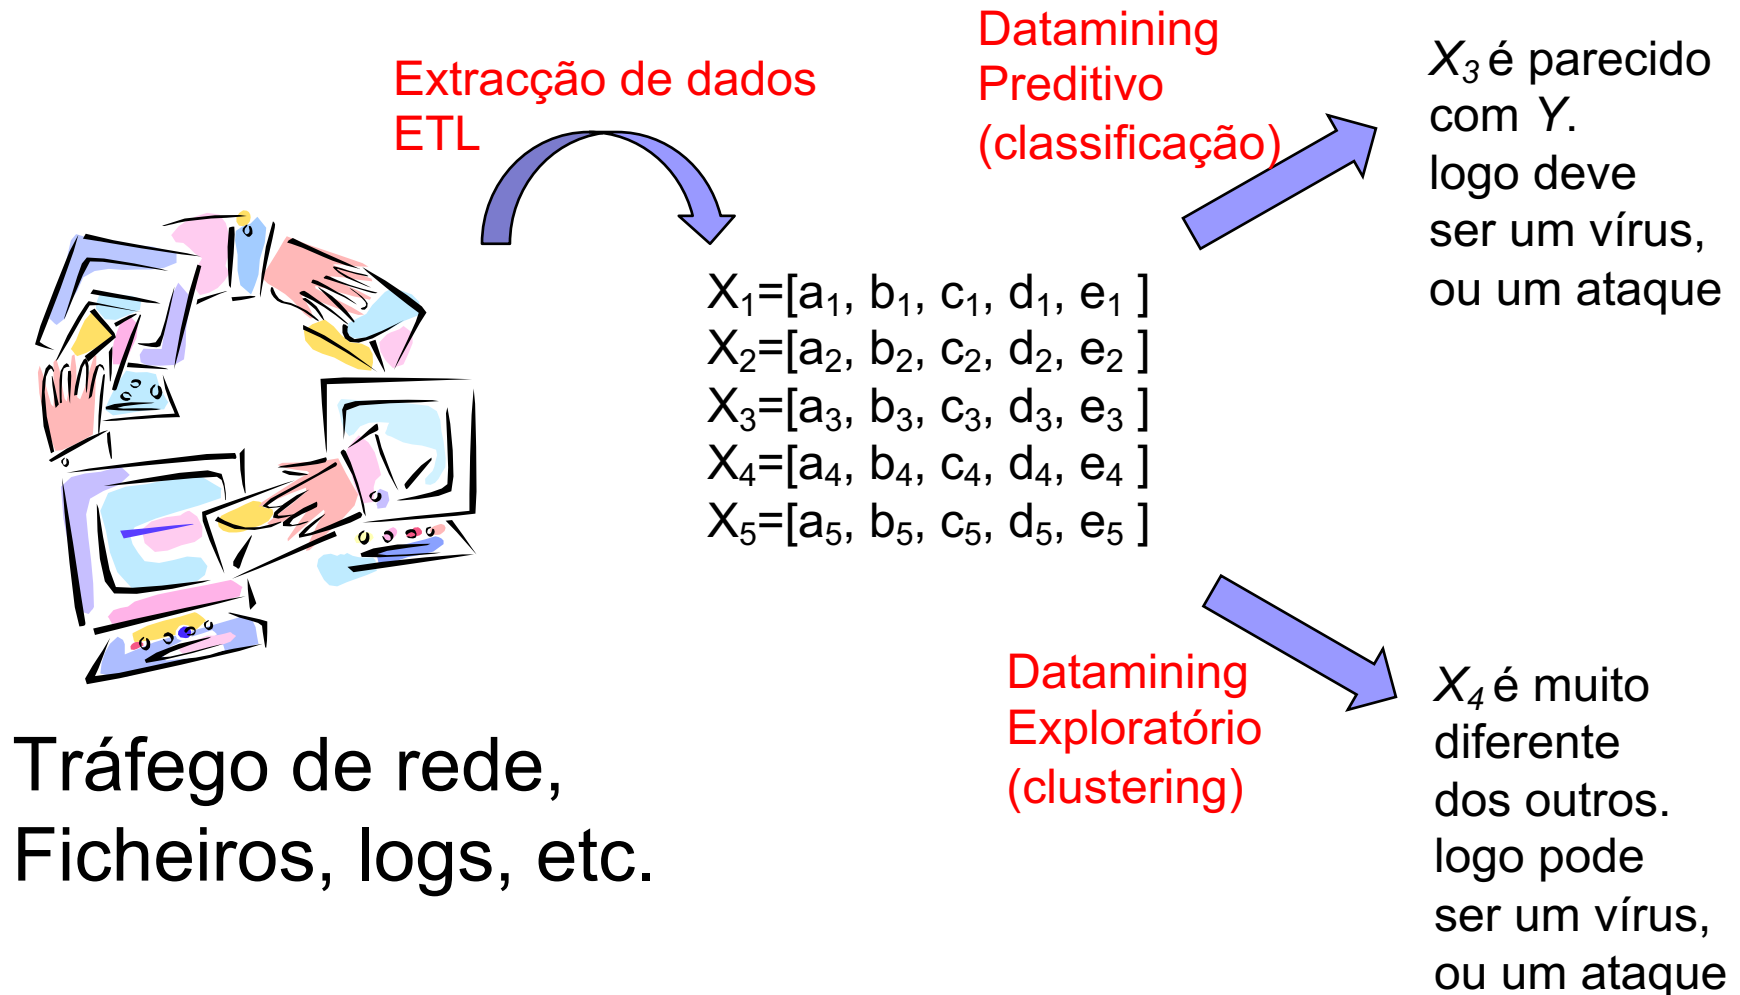 Extracção de dados
ETL
Datamining
Preditivo
(classificação)
X₃ é parecido
com Y.
logo deve
ser um vírus,
ou um ataque
X₁=[a₁, b₁, c₁, d₁, e₁ ]
X₂=[a₂, b₂, c₂, d₂, e₂ ]
X₃=[a₃, b₃, c₃, d₃, e₃ ]
X₄=[a₄, b₄, c₄, d₄, e₄ ]
X₅=[a₅, b₅, c₅, d₅, e₅ ]
Tráfego de rede,
Ficheiros, logs, etc.
Datamining
Exploratório
(clustering)
X₄ é muito
diferente
dos outros.
logo pode
ser um vírus,
ou um ataque